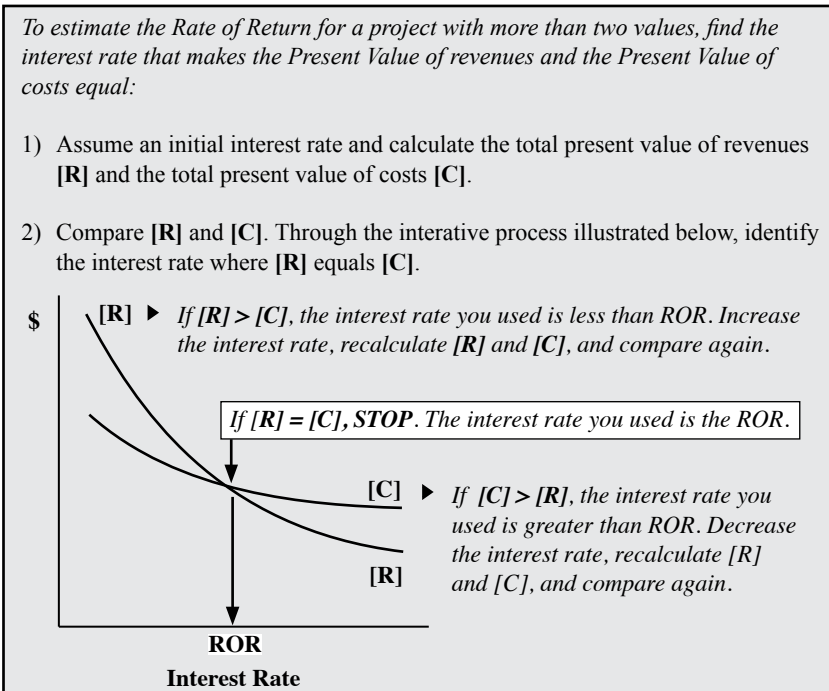 To estimate the Rate of Return for a project with more than two values, find the
interest rate that makes the Present Value of revenues and the Present Value of
costs equal:
1) Assume an initial interest rate and calculate the total present value of revenues
[R] and the total present value of costs [C].
2) Compare [R] and [C]. Through the interative process illustrated below, identify
the interest rate where [R] equals [C].
$
[R] ▶ If [R] > [C], the interest rate you used is less than ROR. Increase
the interest rate, recalculate [R] and [C], and compare again.
If [R] = [C], STOP. The interest rate you used is the ROR.
[C] ▶ If [C] > [R], the interest rate you
used is greater than ROR. Decrease
the interest rate, recalculate [R]
and [C], and compare again.
[R]
ROR
Interest Rate